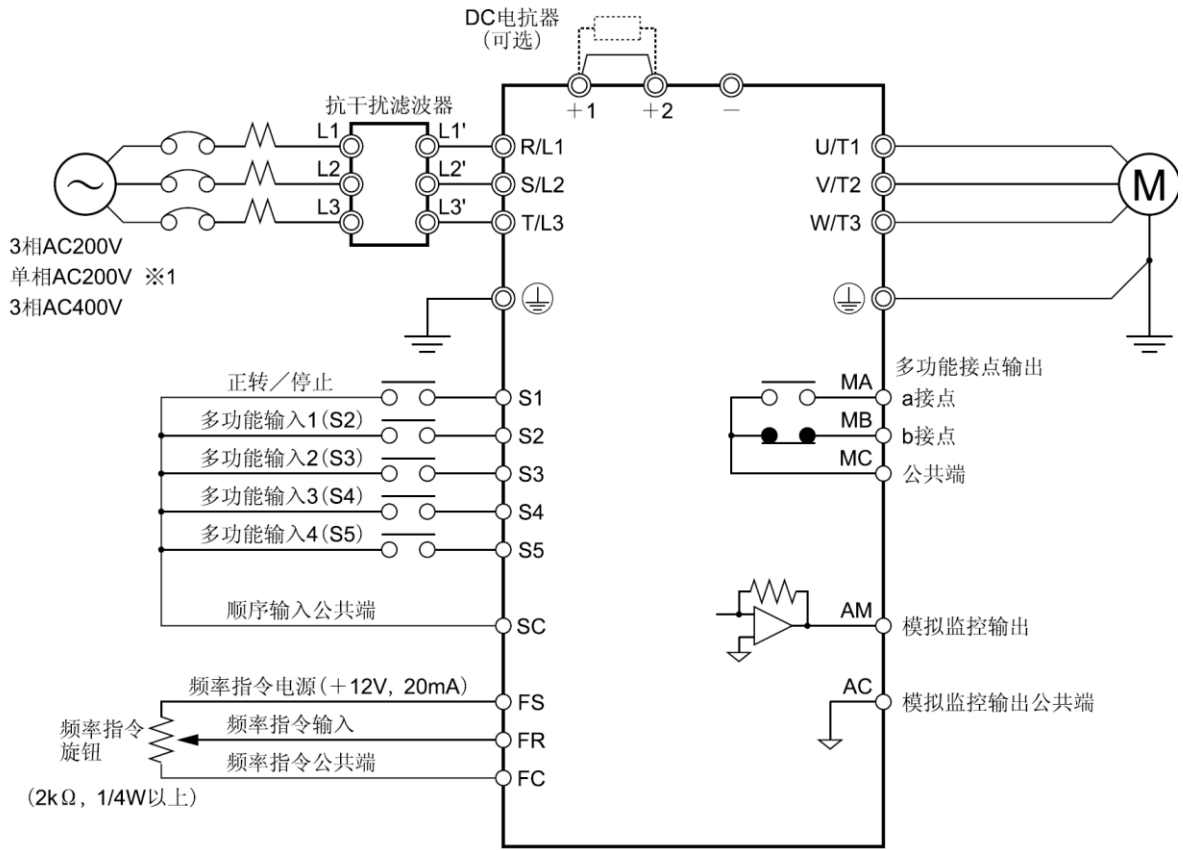 DC电抗器
(可选)
+1
+2
−
抗干扰滤波器
L1
L1'
R/L1
L2
L2'
S/L2
L3
L3'
T/L3
3相AC200V
单相AC200V ※1
3相AC400V
U/T1
V/T2
W/T3
M
正转／停止
S1
多功能输入1(S2)
S2
多功能输入2(S3)
S3
多功能输入3(S4)
S4
多功能输入4(S5)
S5
顺序输入公共端
SC
频率指令电源(+12V, 20mA)
FS
频率指令输入
FR
频率指令公共端
FC
频率指令
旋钮
(2kΩ, 1/4W以上)
多功能接点输出
MA
a接点
MB
b接点
MC
公共端
AM
模拟监控输出
AC
模拟监控输出公共端